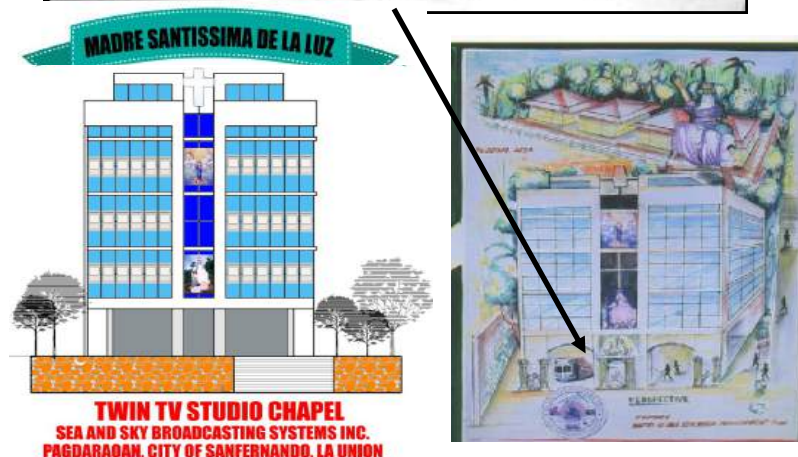 MADRE SANTISSIMA DE LA LUZ
TWIN TV STUDIO CHAPEL
SEA AND SKY BROADCASTING SYSTEMS INC.
PAGDARAOAN, CITY OF SANFERNANDO, LA UNION
PERSPECTIVE